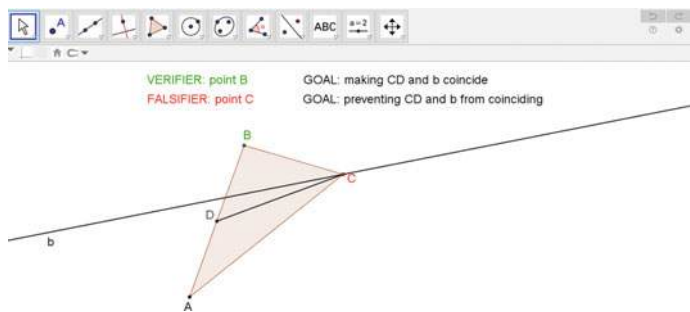 A ABC a=2
VERIFIER: point B GOAL: making CD and b coincide
FALSIFIER: point C GOAL: preventing CD and b from coinciding
B
C
D
b
A